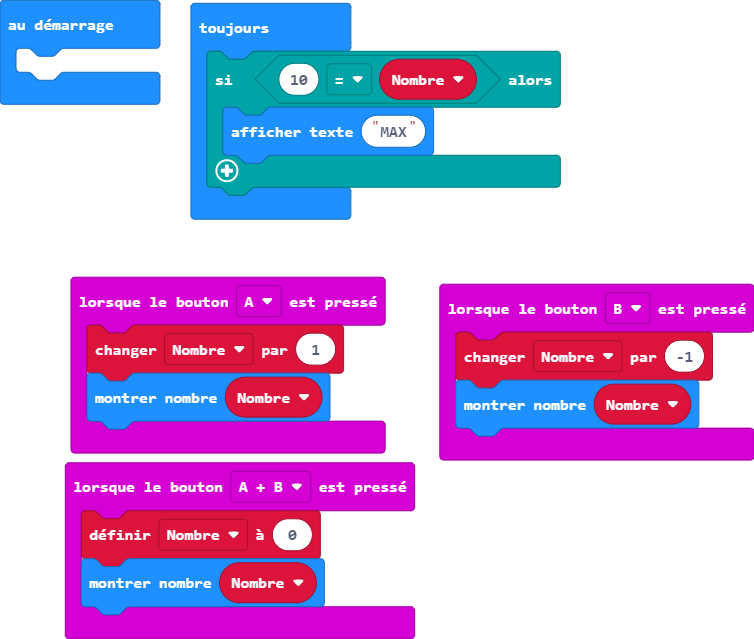 au démarrage
toujours
si 10 = Nombre alors
afficher texte "MAX"
lorsque le bouton A est pressé
changer Nombre par 1
montrer nombre Nombre
lorsque le bouton B est pressé
changer Nombre par -1
montrer nombre Nombre
lorsque le bouton A + B est pressé
définir Nombre à 0
montrer nombre Nombre